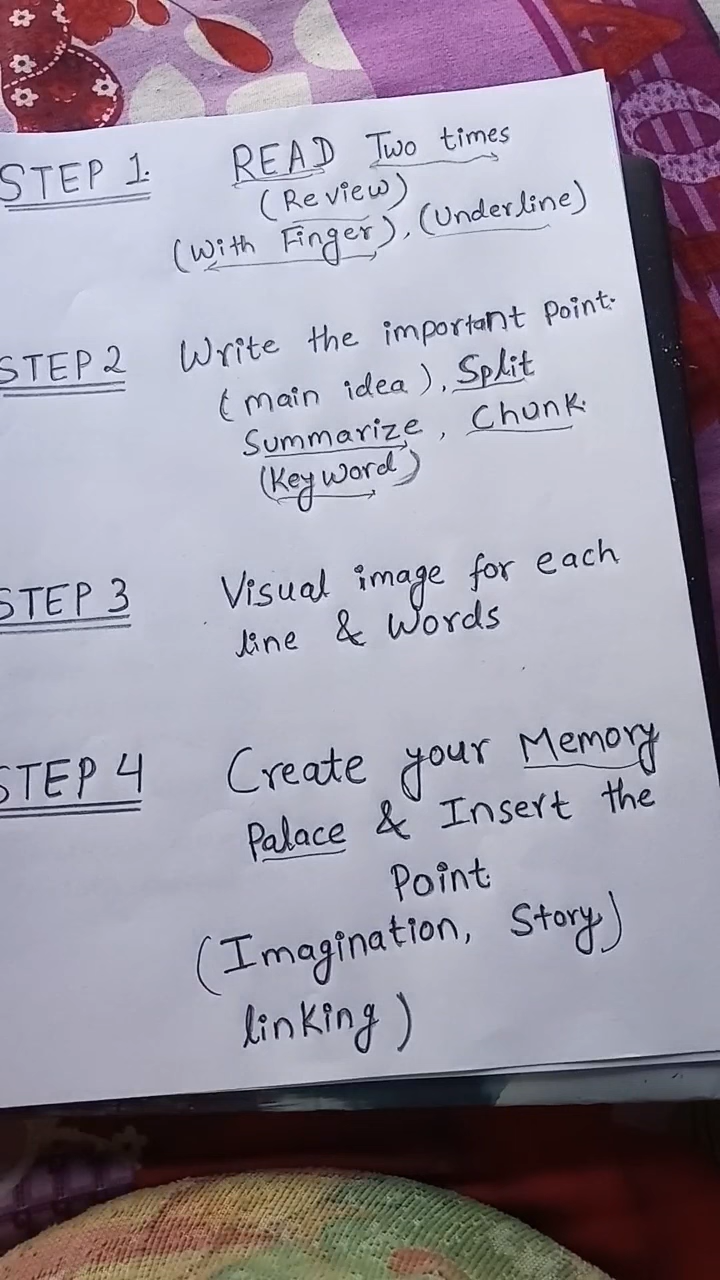 STEP 1. READ Two times
(Review)
(With Finger), (Underline)
STEP 2 Write the important Point.
(main idea), Split
Summarize, Chunk.
(Key word)
STEP 3 Visual image for each
line & Words
STEP 4 Create your Memory
Palace & Insert the
Point.
(Imagination, Story)
linking)